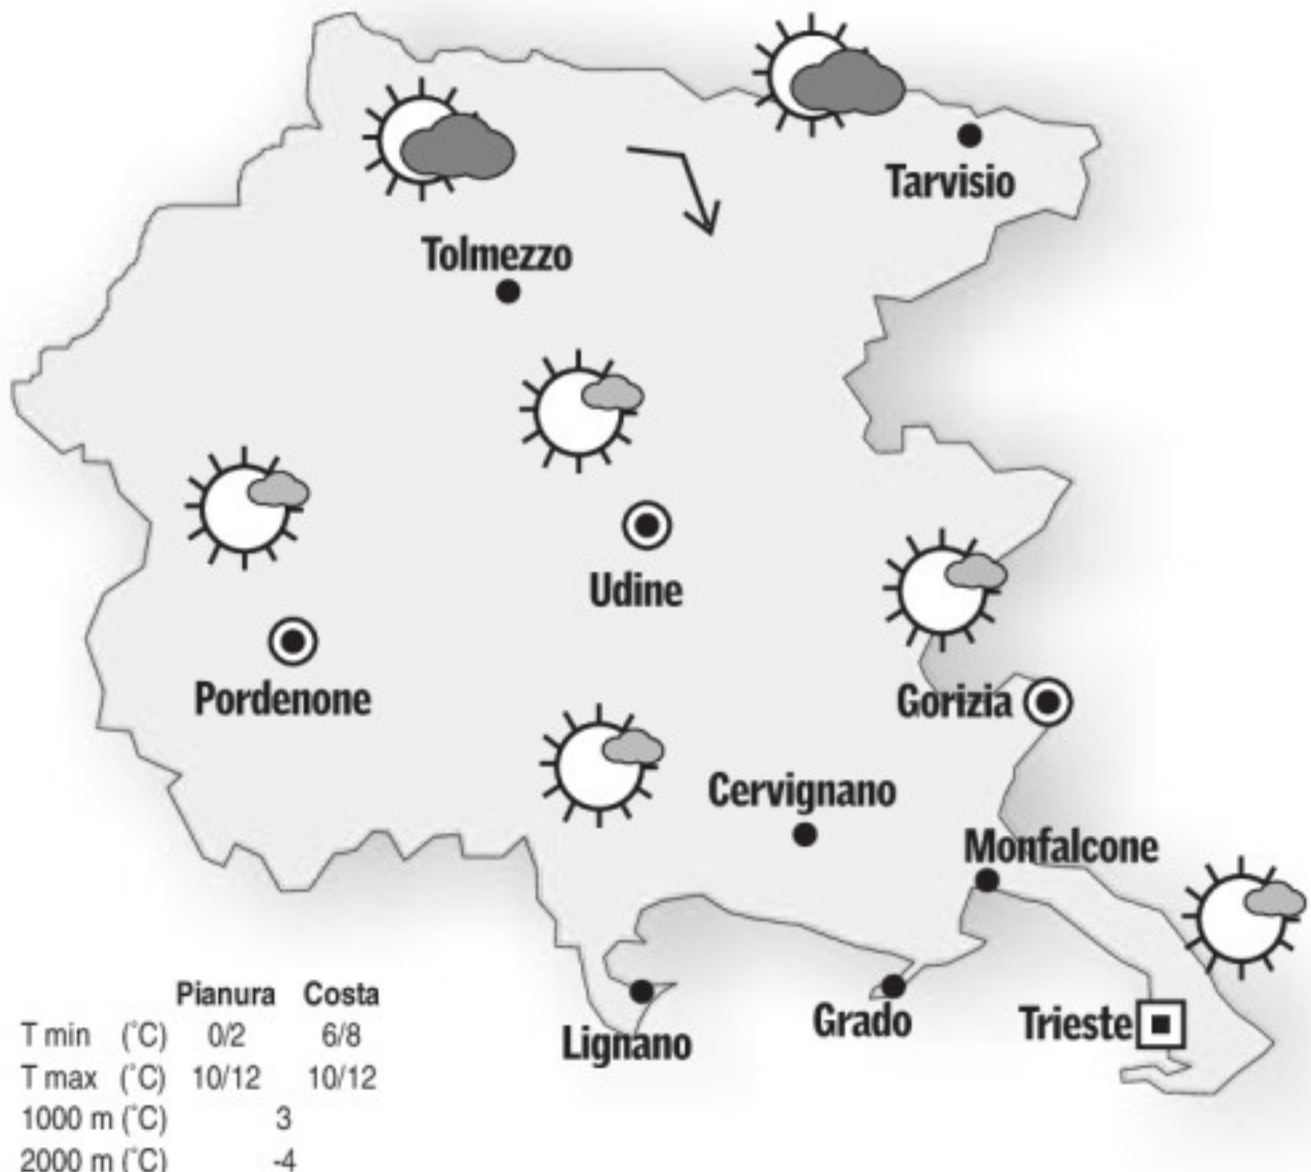 Tarvisio
Tolmezzo
Udine
Pordenone
Gorizia
Cervignano
Monfalcone
Lignano
Grado
Trieste
Pianura Costa
T min (°C) 0/2 6/8
T max (°C) 10/12 10/12
1000 m (°C) 3
2000 m (°C) -4